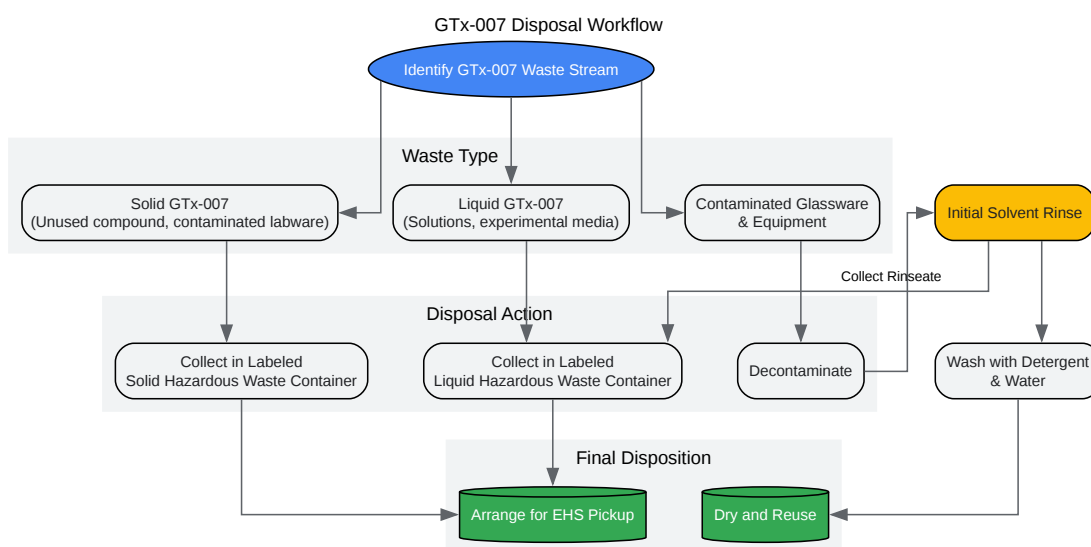 GTx-007 Disposal Workflow
Identify GTx-007 Waste Stream
Waste Type
Solid GTx-007
(Unused compound, contaminated labware)
Liquid GTx-007
(Solutions, experimental media)
Contaminated Glassware
& Equipment
Initial Solvent Rinse
Collect Rinseate
Disposal Action
Collect in Labeled
Solid Hazardous Waste Container
Collect in Labeled
Liquid Hazardous Waste Container
Decontaminate
Wash with Detergent
& Water
Final Disposition
Arrange for EHS Pickup
Dry and Reuse